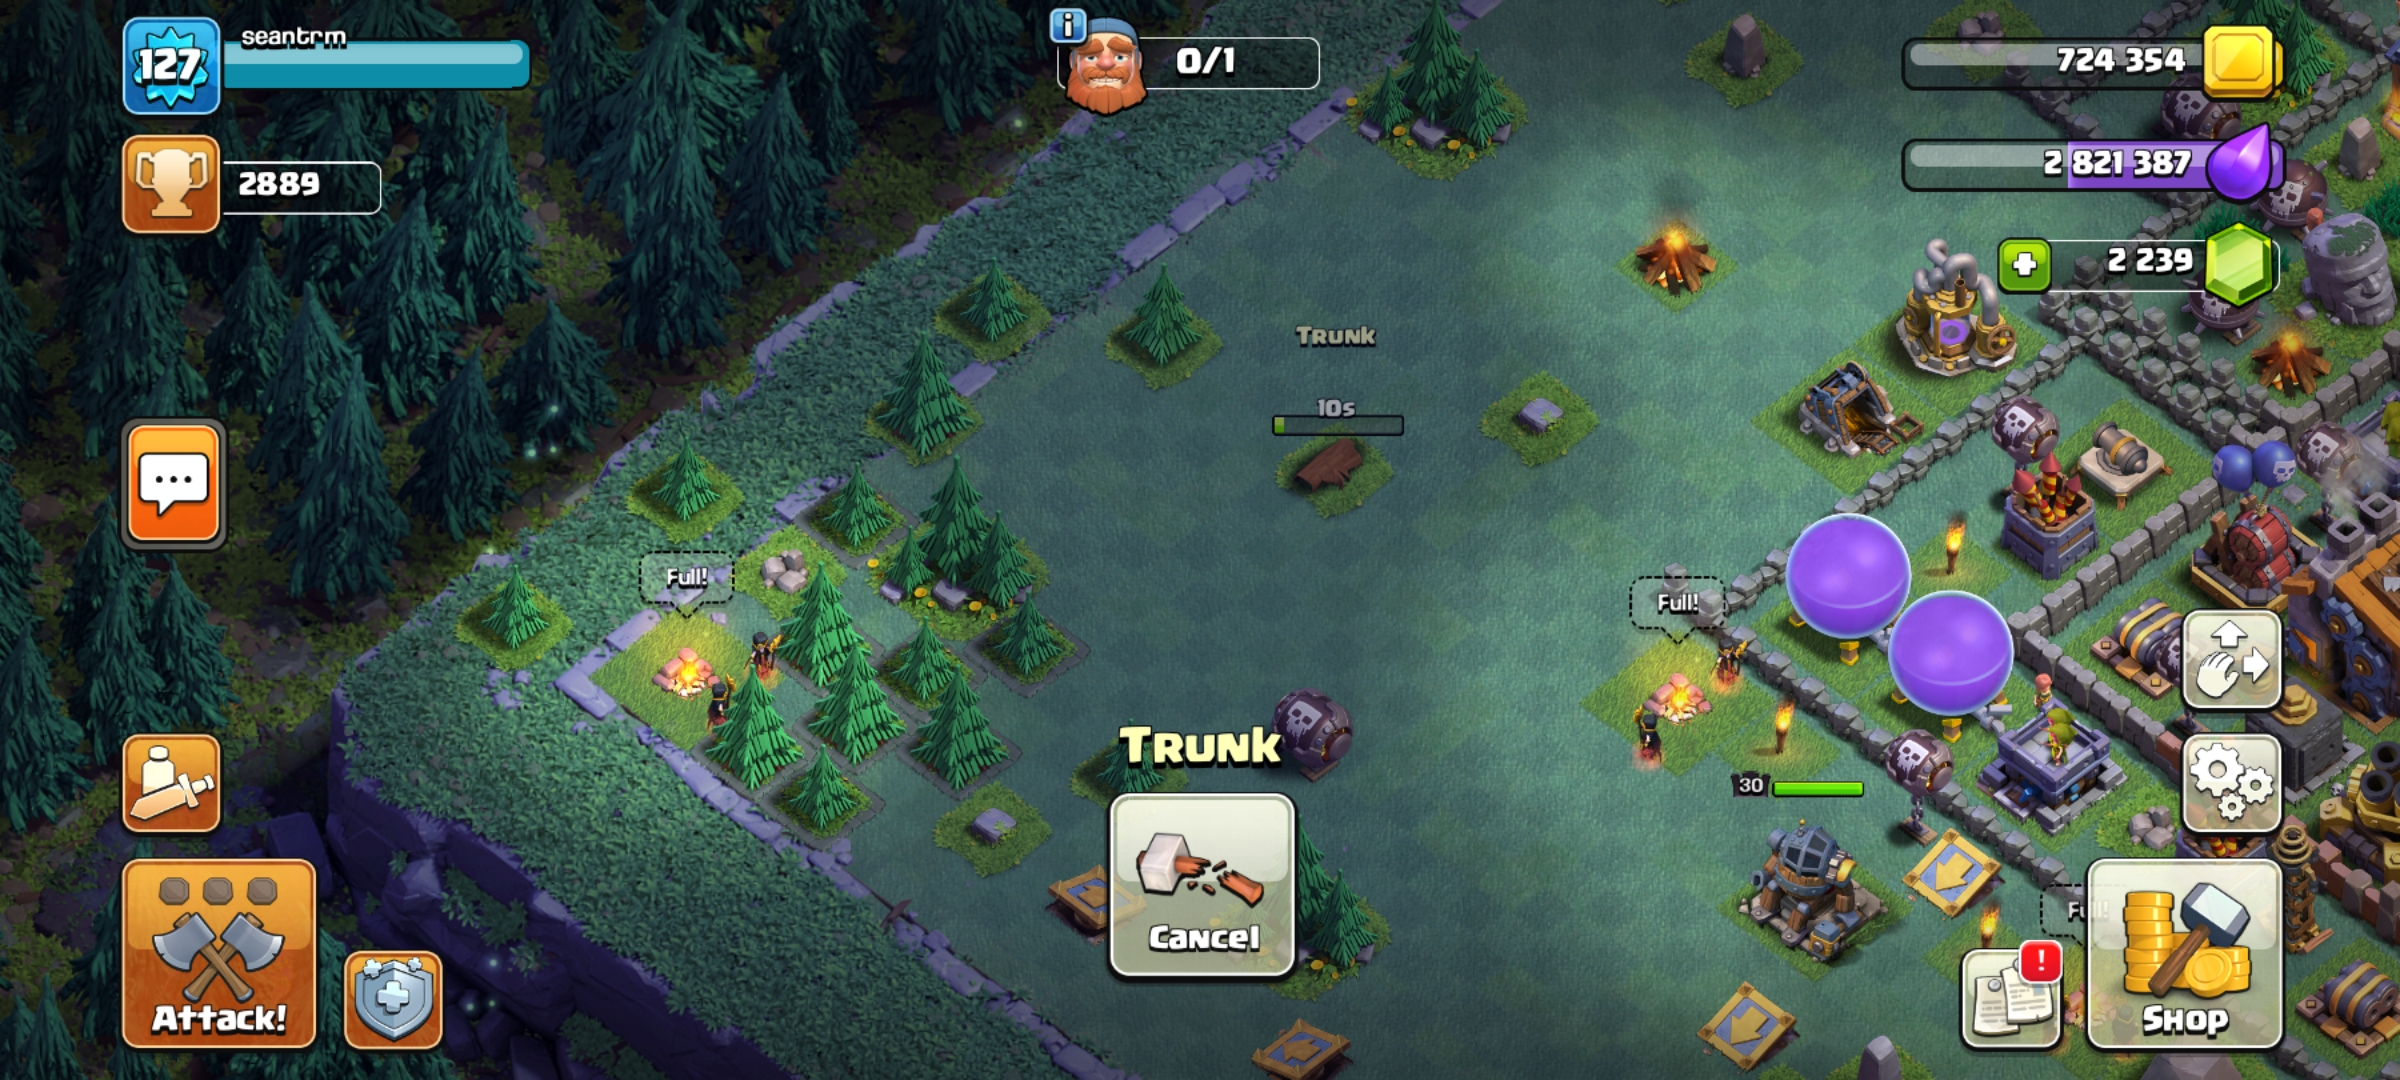 127
seantrm
i
0/1
724 354
2889
2 821 387
2 239
Trunk
10s
Full!
Full!
Trunk
30
Cancel
Full!
!
Attack!
Shop